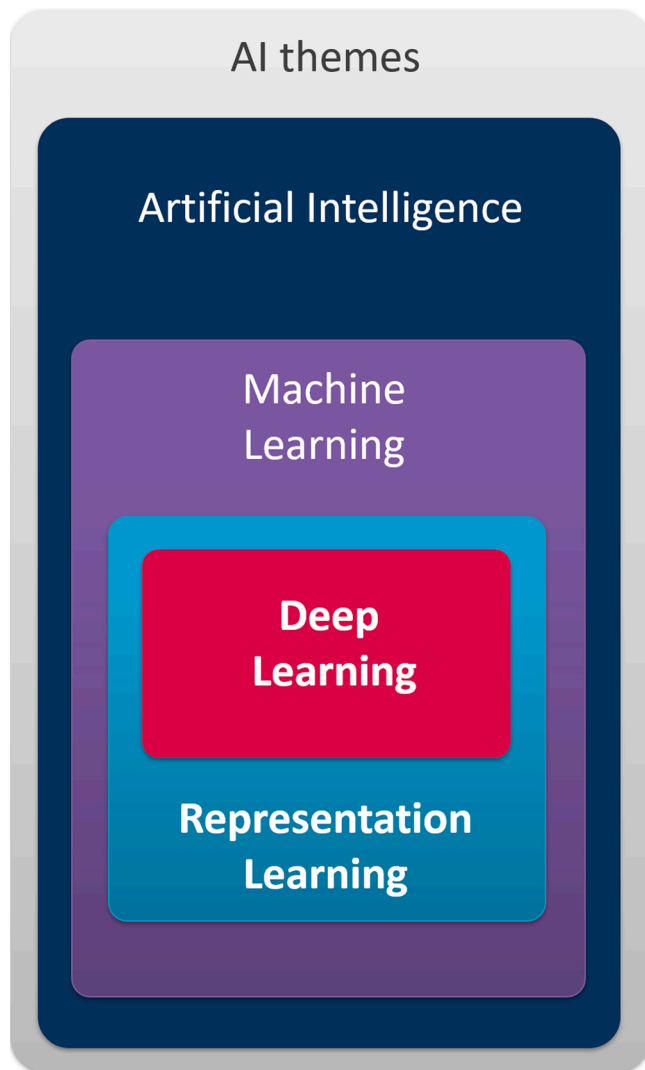 AI themes
Artificial Intelligence
Machine
Learning
Deep
Learning
Representation
Learning